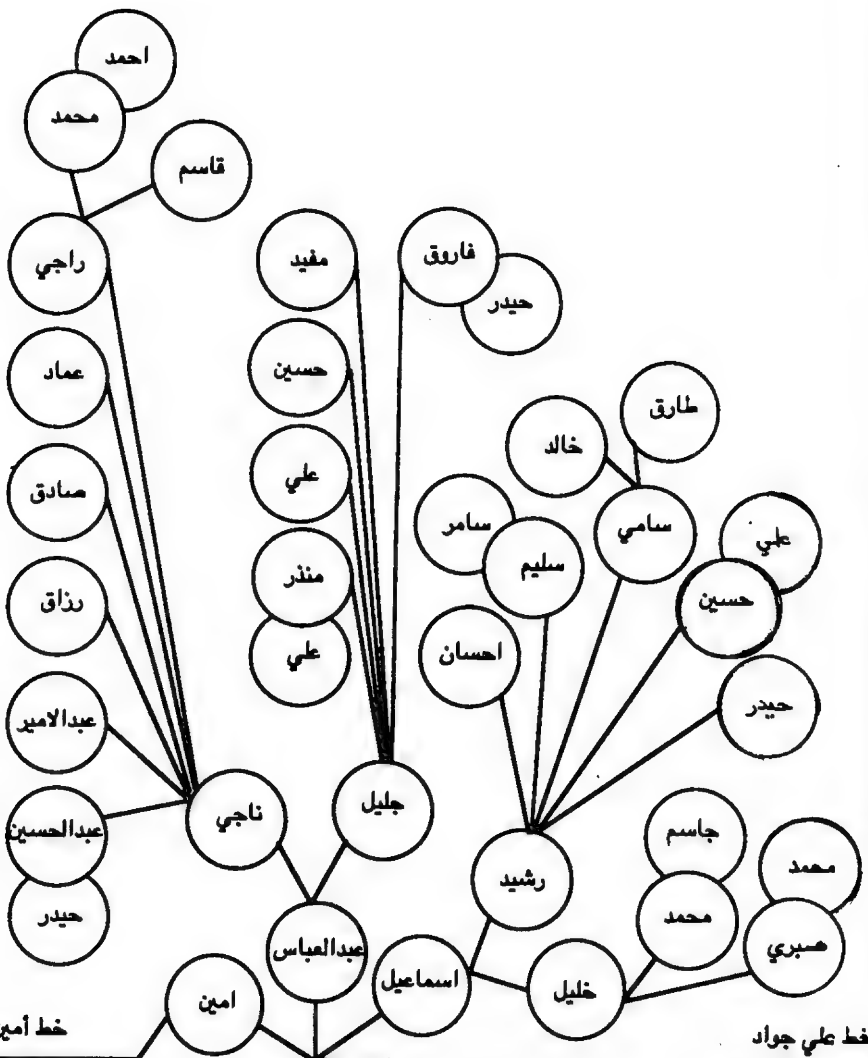 احمد
محمد
قاسم
راجي
مفيد
فاروق
حيدر
عماد
حسين
طارق
خالد
علي
صادق
سامر
سليم
سامي
علي
حسين
رزاق
منذر
علي
احسان
حيدر
عبدالامير
ناجي
جليل
عبدالحسين
جاسم
محمد
رشيد
حيدر
محمد
صبري
عبدالعباس
امين
اسماعيل
خليل
خط أمير
خط علي جواد